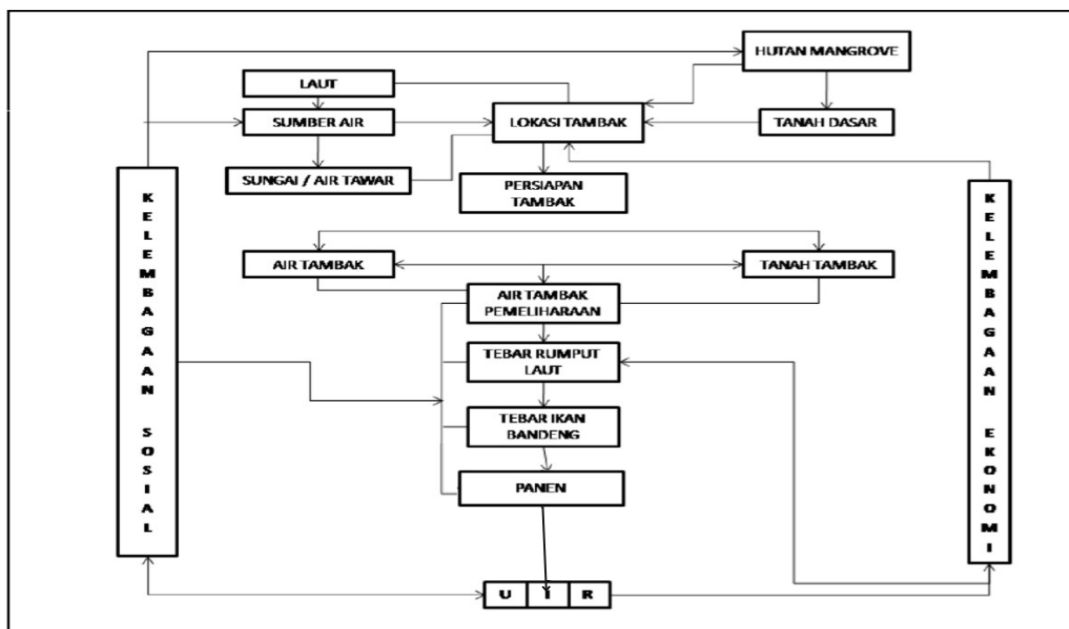 HUTAN MANGROVE
LAUT
SUMBER AIR
LOKASI TAMBAK
TANAH DASAR
SUNGAI / AIR TAWAR
PERSIAPAN
TAMBAK
KELEMBAGAAN SOSIAL
KELEMBAGAAN EKONOMI
AIR TAMBAK
TANAH TAMBAK
AIR TAMBAK
PEMELIHARAAN
TEBAR RUMPUT
LAUT
TEBAR IKAN
BANDENG
PANEN
U I R